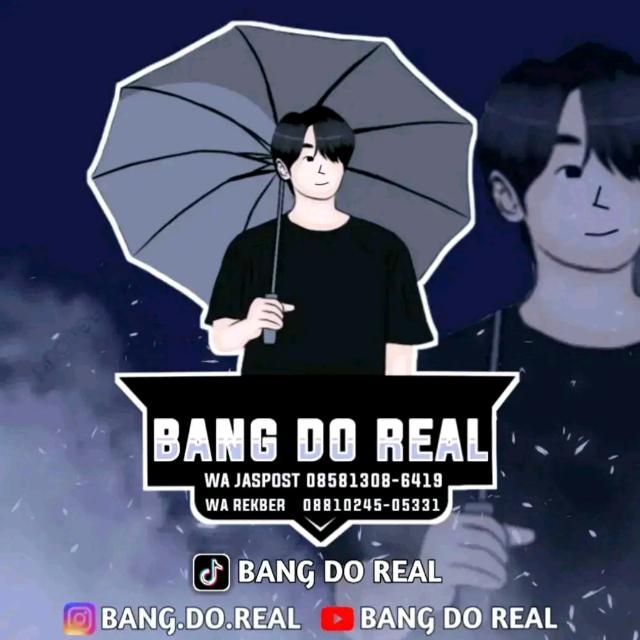 BANG DO REAL
WA JASPOST 08581308-6419
WA REKBER 08810245-05331
BANG DO REAL
BANG.DO.REAL BANG DO REAL